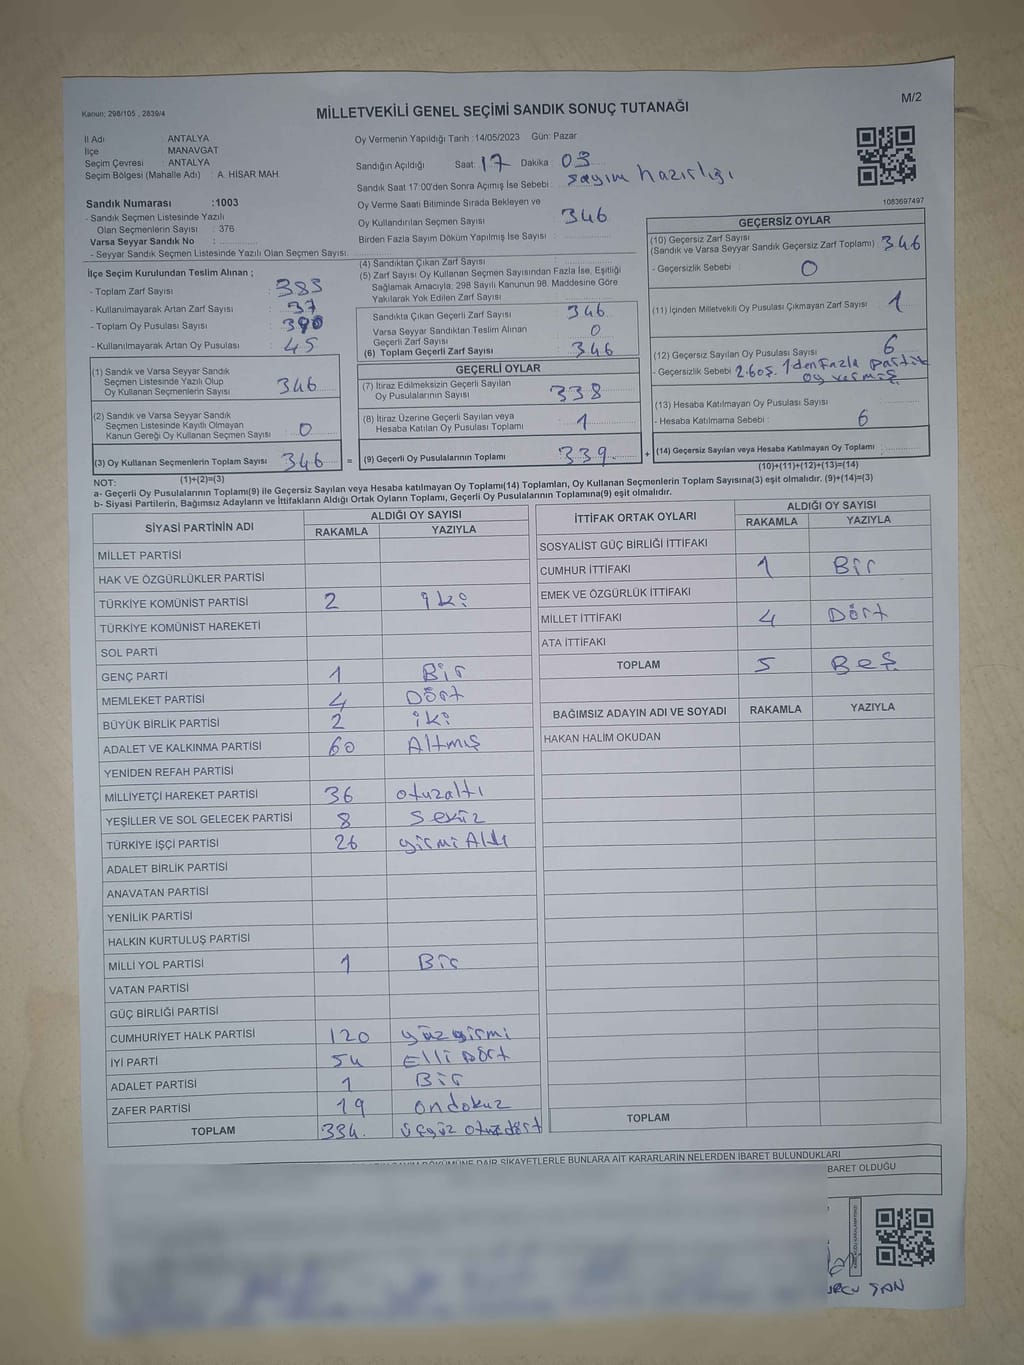 Kanun: 298/105 , 2839/4
MİLLETVEKİLİ GENEL SEÇİMİ SANDIK SONUÇ TUTANAĞI
M/2
İl Adı : ANTALYA
İlçe : MANAVGAT
Seçim Çevresi : ANTALYA
Seçim Bölgesi (Mahalle Adı) : A. HİSAR MAH.
Sandık Numarası :1003
- Sandık Seçmen Listesinde Yazılı
Olan Seçmenlerin Sayısı : 376
Varsa Seyyar Sandık No :
- Seyyar Sandık Seçmen Listesinde Yazılı Olan Seçmen Sayısı:
Oy Vermenin Yapıldığı Tarih :14/05/2023 Gün: Pazar
Sandığın Açıldığı Saat: 17 Dakika : 03
Sandık Saat 17:00'den Sonra Açımış İse Sebebi : sayım hazırlığı
Oy Verme Saati Bitiminde Sırada Bekleyen ve
Oy Kullandırılan Seçmen Sayısı : 346
Birden Fazla Sayım Döküm Yapılmış İse Sayısı :
1083697497
İlçe Seçim Kurulundan Teslim Alınan ;
- Toplam Zarf Sayısı : 383
- Kullanılmayarak Artan Zarf Sayısı : 37
- Toplam Oy Pusulası Sayısı : 390
- Kullanılmayarak Artan Oy Pusulası : 45
(1) Sandık ve Varsa Seyyar Sandık
Seçmen Listesinde Yazılı Olup
Oy Kullanan Seçmenlerin Sayısı : 346
(2) Sandık ve Varsa Seyyar Sandık
Seçmen Listesinde Kayıtlı Olmayan
Kanun Gereği Oy Kullanan Seçmen Sayısı : 0
(3) Oy Kullanan Seçmenlerin Toplam Sayısı : 346 =
(4) Sandıktan Çıkan Zarf Sayısı :
(5) Zarf Sayısı Oy Kullanan Seçmen Sayısından Fazla İse, Eşitliği
Sağlamak Amacıyla, 298 Sayılı Kanunun 98. Maddesine Göre
Yakılarak Yok Edilen Zarf Sayısı :
Sandıkta Çıkan Geçerli Zarf Sayısı : 346
Varsa Seyyar Sandıktan Teslim Alınan
Geçerli Zarf Sayısı : 0
(6) Toplam Geçerli Zarf Sayısı : 346
GEÇERLİ OYLAR
(7) İtiraz Edilmeksizin Geçerli Sayılan
Oy Pusulalarının Sayısı : 338
(8) İtiraz Üzerine Geçerli Sayılan veya
Hesaba Katılan Oy Pusulası Toplamı : 1
(9) Geçerli Oy Pusulalarının Toplamı : 339 +
GEÇERSİZ OYLAR
(10) Geçersiz Zarf Sayısı
(Sandık ve Varsa Seyyar Sandık Geçersiz Zarf Toplamı) : 346
- Geçersizlik Sebebi : 0
(11) İçinden Milletvekili Oy Pusulası Çıkmayan Zarf Sayısı : 1
(12) Geçersiz Sayılan Oy Pusulası Sayısı : 6
- Geçersizlik Sebebi : 2.boş. 1 den fazla partiye
oy vermiş
(13) Hesaba Katılmayan Oy Pusulası Sayısı :
- Hesaba Katılmama Sebebi : 6
(14) Geçersiz Sayılan veya Hesaba Katılmayan Oy Toplamı :
(10)+(11)+(12)+(13)=(14)
NOT: (1)+(2)=(3)
a- Geçerli Oy Pusulalarının Toplamı(9) ile Geçersiz Sayılan veya Hesaba Katılmayan Oy Toplamı(14) Toplamları, Oy Kullanan Seçmenlerin Toplam Sayısına(3) eşit olmalıdır. (9)+(14)=(3)
b- Siyasi Partilerin, Bağımsız Adayların ve İttifakların Aldığı Ortak Oyların Toplamı, Geçerli Oy Pusulalarının Toplamına(9) eşit olmalıdır.
SİYASİ PARTİNİN ADI ALDIĞI OY SAYISI
RAKAMLA YAZIYLA
MİLLET PARTİSİ
HAK VE ÖZGÜRLÜKLER PARTİSİ
TÜRKİYE KOMÜNİST PARTİSİ 2 iki
TÜRKİYE KOMÜNİST HAREKETİ
SOL PARTİ
GENÇ PARTİ 1 Bir
MEMLEKET PARTİSİ 4 Dört
BÜYÜK BİRLİK PARTİSİ 2 iki
ADALET VE KALKINMA PARTİSİ 60 Altmış
YENİDEN REFAH PARTİSİ
MİLLİYETÇİ HAREKET PARTİSİ 36 otuzaltı
YEŞİLLER VE SOL GELECEK PARTİSİ 8 Sekiz
TÜRKİYE İŞÇİ PARTİSİ 26 yirmi Altı
ADALET BİRLİK PARTİSİ
ANAVATAN PARTİSİ
YENİLİK PARTİSİ
HALKIN KURTULUŞ PARTİSİ
MİLLİ YOL PARTİSİ 1 Bir
VATAN PARTİSİ
GÜÇ BİRLİĞİ PARTİSİ
CUMHURİYET HALK PARTİSİ 120 yüzyirmi
İYİ PARTİ 54 Elli Dört
ADALET PARTİSİ 1 Bir
ZAFER PARTİSİ 19 ondokuz
TOPLAM 334. üçyüz otuzdört
İTTİFAK ORTAK OYLARI ALDIĞI OY SAYISI
RAKAMLA YAZIYLA
SOSYALİST GÜÇ BİRLİĞİ İTTİFAKI
CUMHUR İTTİFAKI 1 Bir
EMEK VE ÖZGÜRLÜK İTTİFAKI
MİLLET İTTİFAKI 4 Dört
ATA İTTİFAKI
TOPLAM 5 Beş
BAĞIMSIZ ADAYIN ADI VE SOYADI RAKAMLA YAZIYLA
HAKAN HALİM OKUDAN
TOPLAM
DÖKÜMÜNE DAİR ŞİKAYETLERLE BUNLARA AİT KARARLARIN NELERDEN İBARET BULUNDUKLARI
İBARET OLDUĞU